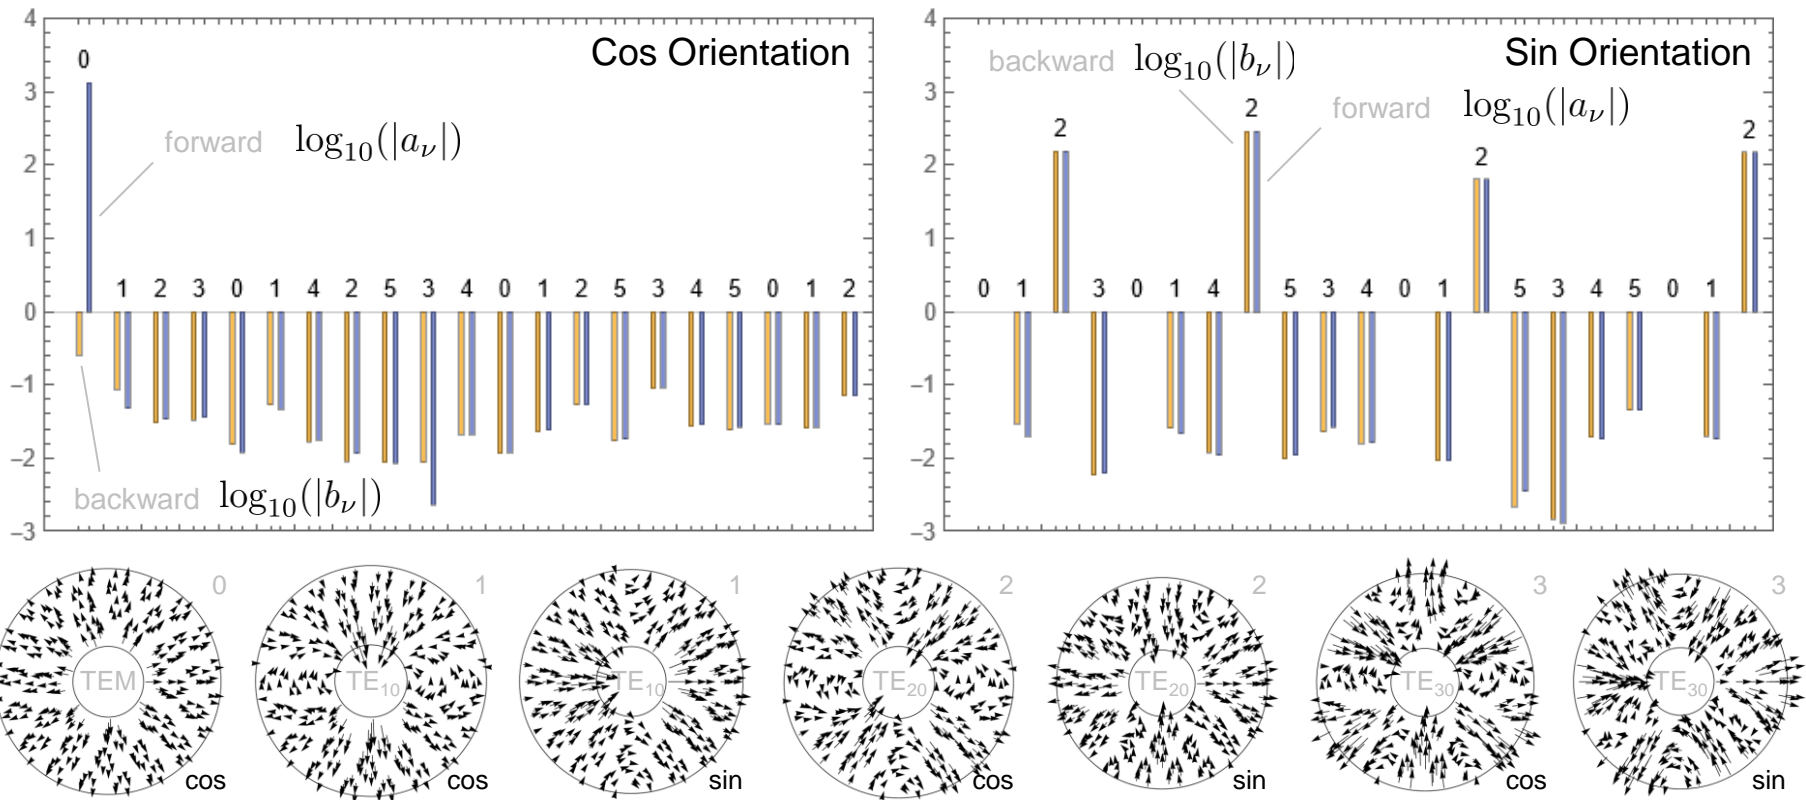 Cos Orientation
4
3
2
1
0
−1
−2
−3
0
forward log10(|aν|)
1 2 3 0 1 4 2 5 3 4 0 1 2 5 3 4 5 0 1 2
backward log10(|bν|)
Sin Orientation
4
3
2
1
0
−1
−2
−3
backward log10(|bν|)
forward log10(|aν|)
2 2 2 2
0 1 3 0 1 4 5 3 4 0 1 5 3 4 5 0 1
0 1 1 2 2 3 3
TEM TE10 TE10 TE20 TE20 TE30 TE30
cos cos sin cos sin cos sin